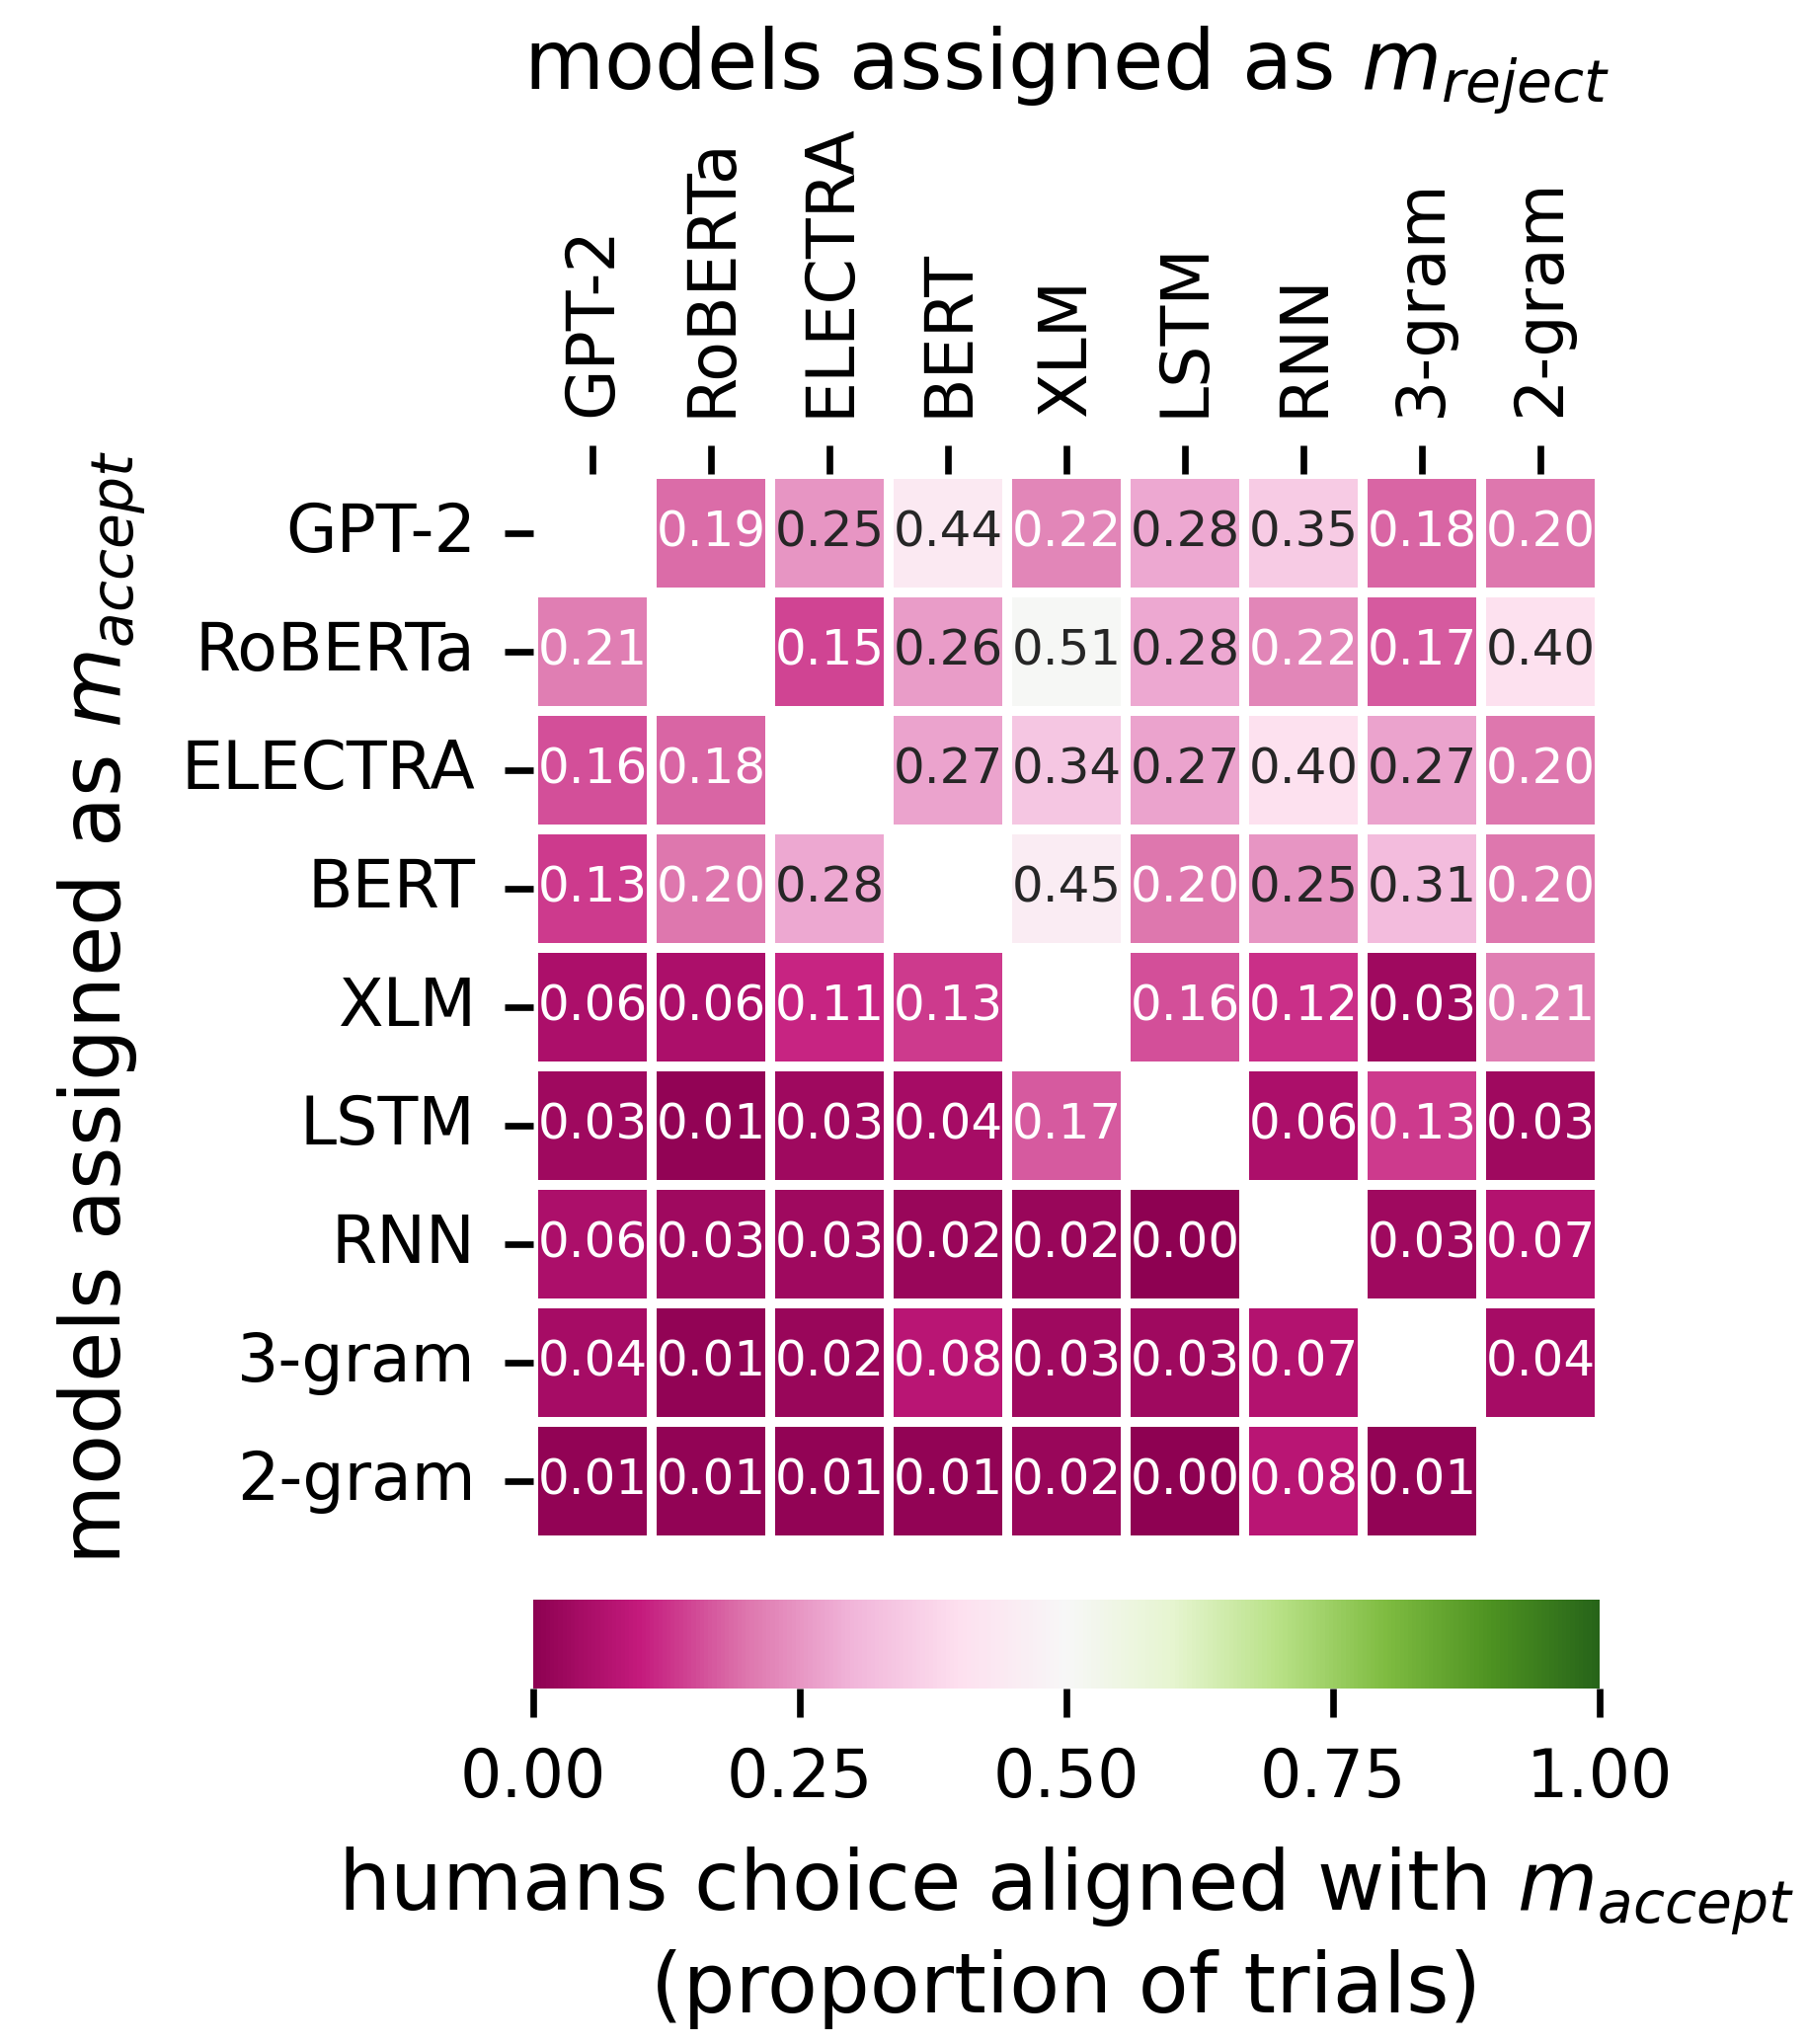 models assigned as m_reject
GPT-2 RoBERTa ELECTRA BERT XLM LSTM RNN 3-gram 2-gram
models assigned as m_accept
GPT-2 0.19 0.25 0.44 0.22 0.28 0.35 0.18 0.20
RoBERTa 0.21 0.15 0.26 0.51 0.28 0.22 0.17 0.40
ELECTRA 0.16 0.18 0.27 0.34 0.27 0.40 0.27 0.20
BERT 0.13 0.20 0.28 0.45 0.20 0.25 0.31 0.20
XLM 0.06 0.06 0.11 0.13 0.16 0.12 0.03 0.21
LSTM 0.03 0.01 0.03 0.04 0.17 0.06 0.13 0.03
RNN 0.06 0.03 0.03 0.02 0.02 0.00 0.03 0.07
3-gram 0.04 0.01 0.02 0.08 0.03 0.03 0.07 0.04
2-gram 0.01 0.01 0.01 0.01 0.02 0.00 0.08 0.01
0.00 0.25 0.50 0.75 1.00
humans choice aligned with m_accept
(proportion of trials)